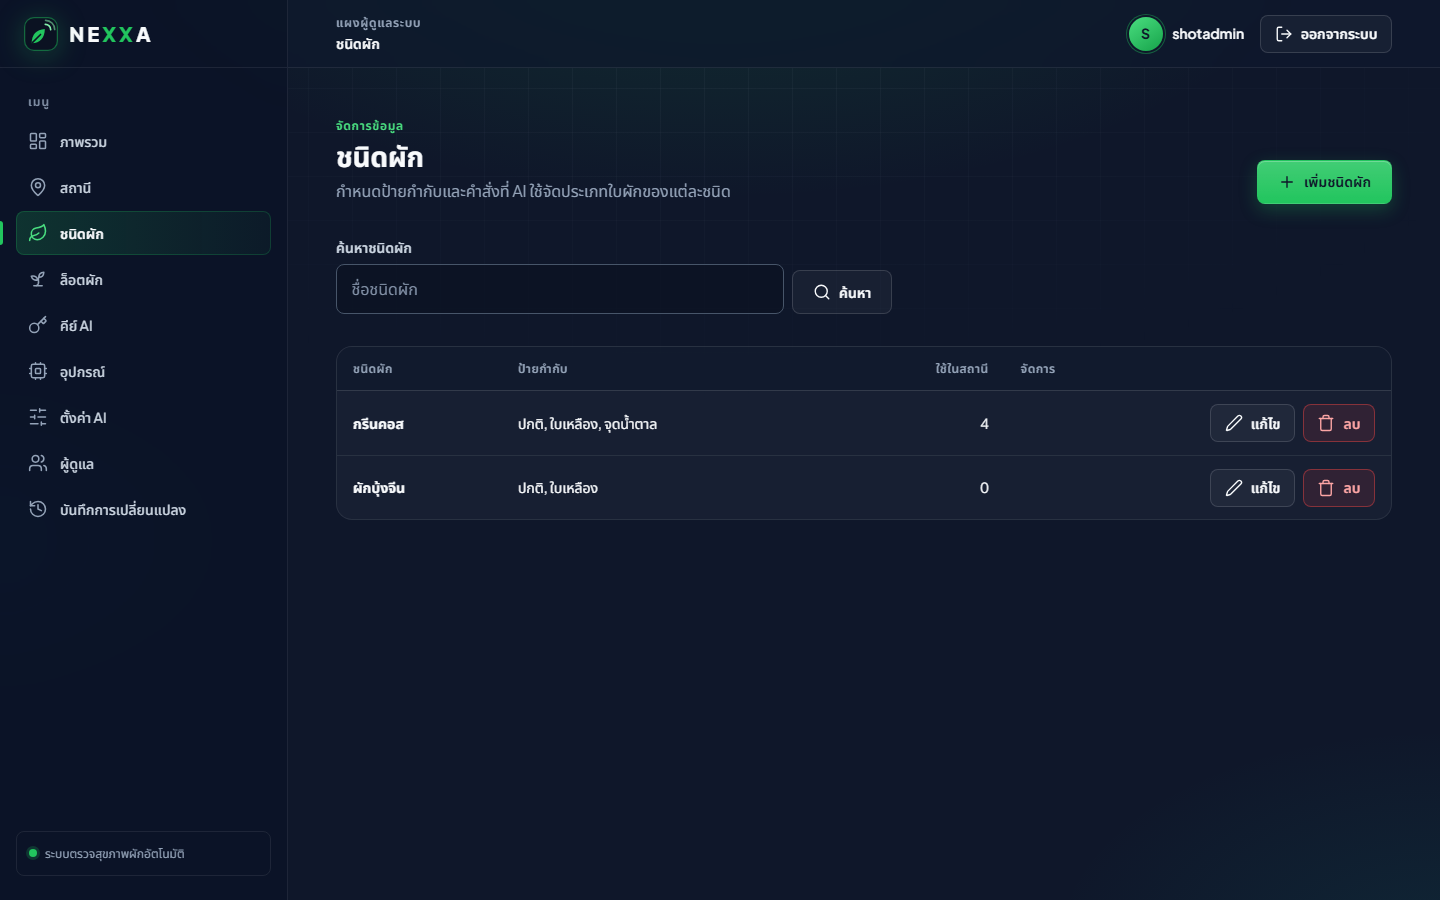 NEXXA
แผงผู้ดูแลระบบ
ชนิดผัก
S shotadmin
ออกจากระบบ
เมนู
ภาพรวม
สถานี
ชนิดผัก
ล็อตผัก
คีย์ AI
อุปกรณ์
ตั้งค่า AI
ผู้ดูแล
บันทึกการเปลี่ยนแปลง
ระบบตรวจสุขภาพผักอัตโนมัติ
จัดการข้อมูล
ชนิดผัก
กำหนดป้ายกำกับและคำสั่งที่ AI ใช้จัดประเภทใบผักของแต่ละชนิด
เพิ่มชนิดผัก
ค้นหาชนิดผัก
ชื่อชนิดผัก
ค้นหา
ชนิดผัก ป้ายกำกับ ใช้ในสถานี จัดการ
กรีนคอส ปกติ, ใบเหลือง, จุดน้ำตาล 4 แก้ไข ลบ
ผักบุ้งจีน ปกติ, ใบเหลือง 0 แก้ไข ลบ